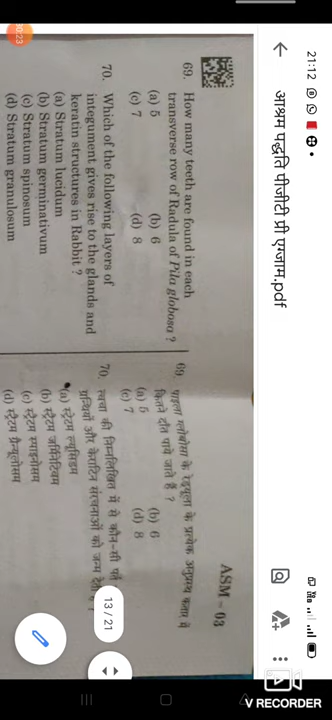 21:12
आश्रम पद्धति पीजीटी प्री एग्जाम.pdf
ASM – 03
69. How many teeth are found in each
transverse row of Radula of Pila globosa ?
(a) 5 (b) 6
(c) 7 (d) 8
70. Which of the following layers of
integument gives rise to the glands and
keratin structures in Rabbit ?
(a) Stratum lucidum
(b) Stratum germinativum
(c) Stratum spinosum
(d) Stratum granulosum
69. पाइला ग्लोबोसा के रेड्यूला के प्रत्येक अनुप्रस्थ कतार में
कितने दाँत पाये जाते हैं ?
(a) 5 (b) 6
(c) 7 (d) 8
70. त्वचा की निम्नलिखित में से कौन-सी पर्त
ग्रन्थियों और केराटिन संरचनाओं को जन्म देती
(a) स्ट्रैटम ल्यूसिडम
(b) स्ट्रैटम जर्मिनेटिवम
(c) स्ट्रैटम स्पाइनोसम
(d) स्ट्रैटम ग्रैन्यूलोसम
13 / 21
00:23
V RECORDER